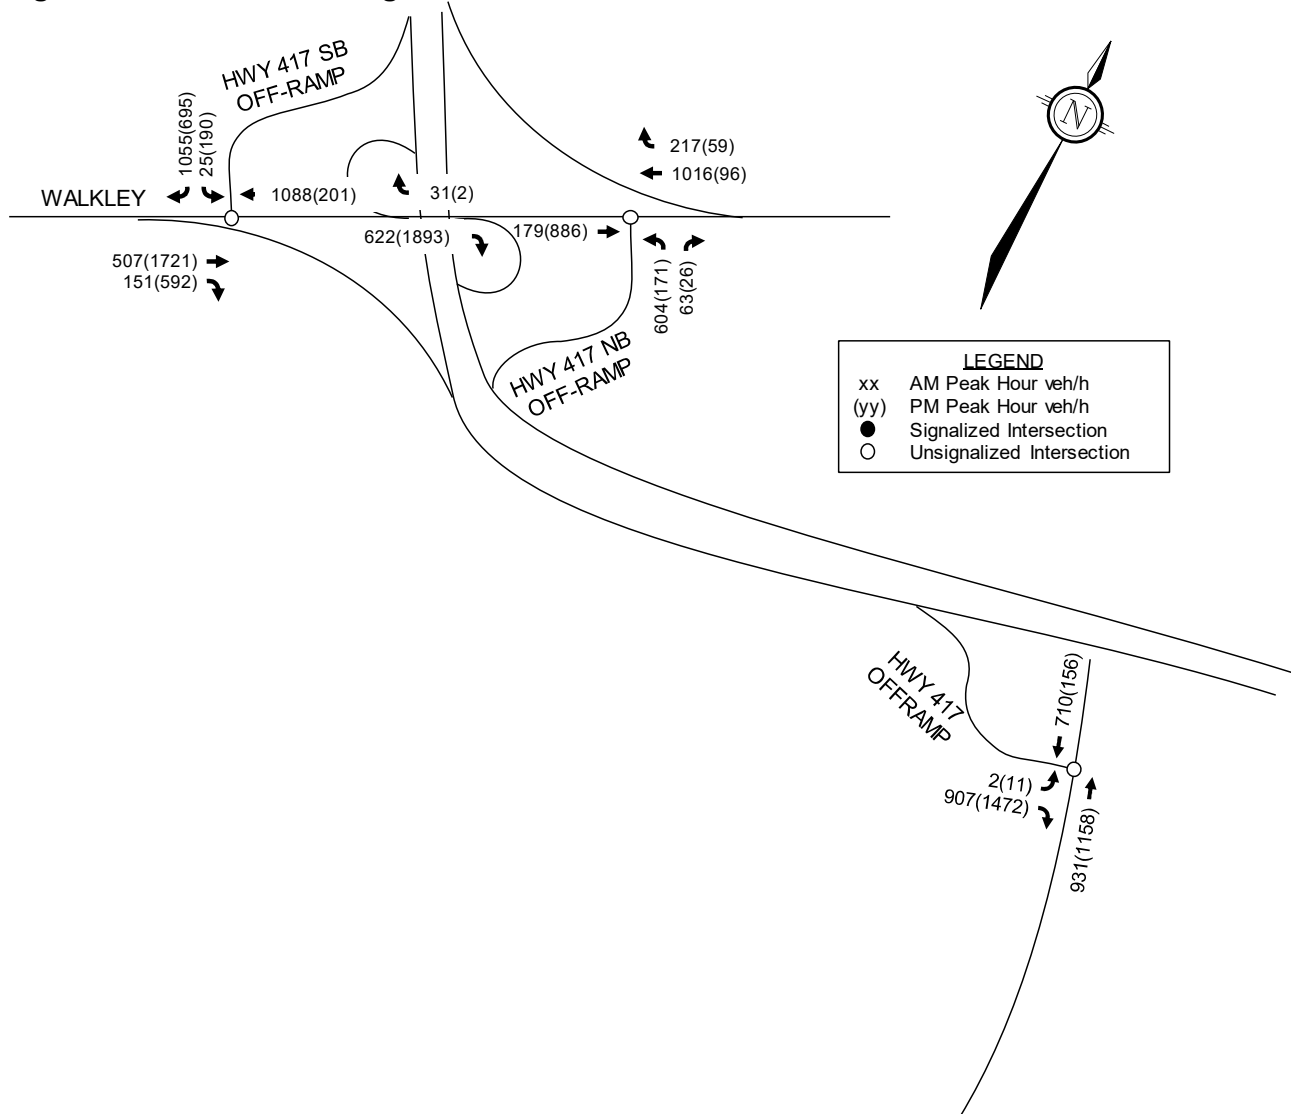 HWY 417 SB
OFF-RAMP
1055(695)
25(190)
217(59)
1016(96)
WALKLEY
1088(201)
31(2)
622(1893)
179(886)
507(1721)
151(592)
604(171)
63(26)
HWY 417 NB
OFF-RAMP
N
LEGEND
xx AM Peak Hour veh/h
(yy) PM Peak Hour veh/h
Signalized Intersection
Unsignalized Intersection
HWY 417
OFFRAMP
710(156)
2(11)
907(1472)
931(1158)